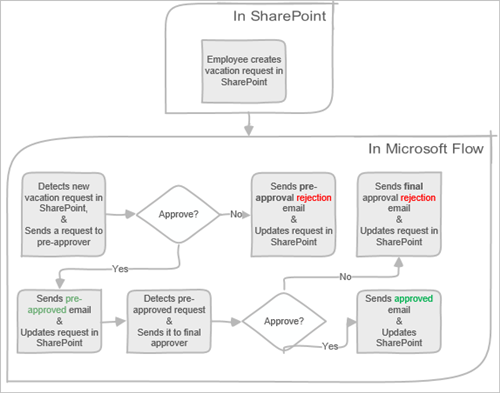 In SharePoint
Employee creates
vacation request in
SharePoint
In Microsoft Flow
Detects new
vacation request in
SharePoint,
&
Sends a request to
pre-approver
Approve?
No
Sends pre-
approval rejection
email
&
Updates request in
SharePoint
Sends final
approval rejection
email
&
Updates request in
SharePoint
Yes
No
Sends pre-
approved email
&
Updates request in
SharePoint
Detects pre-
approved request
&
Sends it to final
approver
Approve?
Yes
Sends approved
email
&
Updates
SharePoint